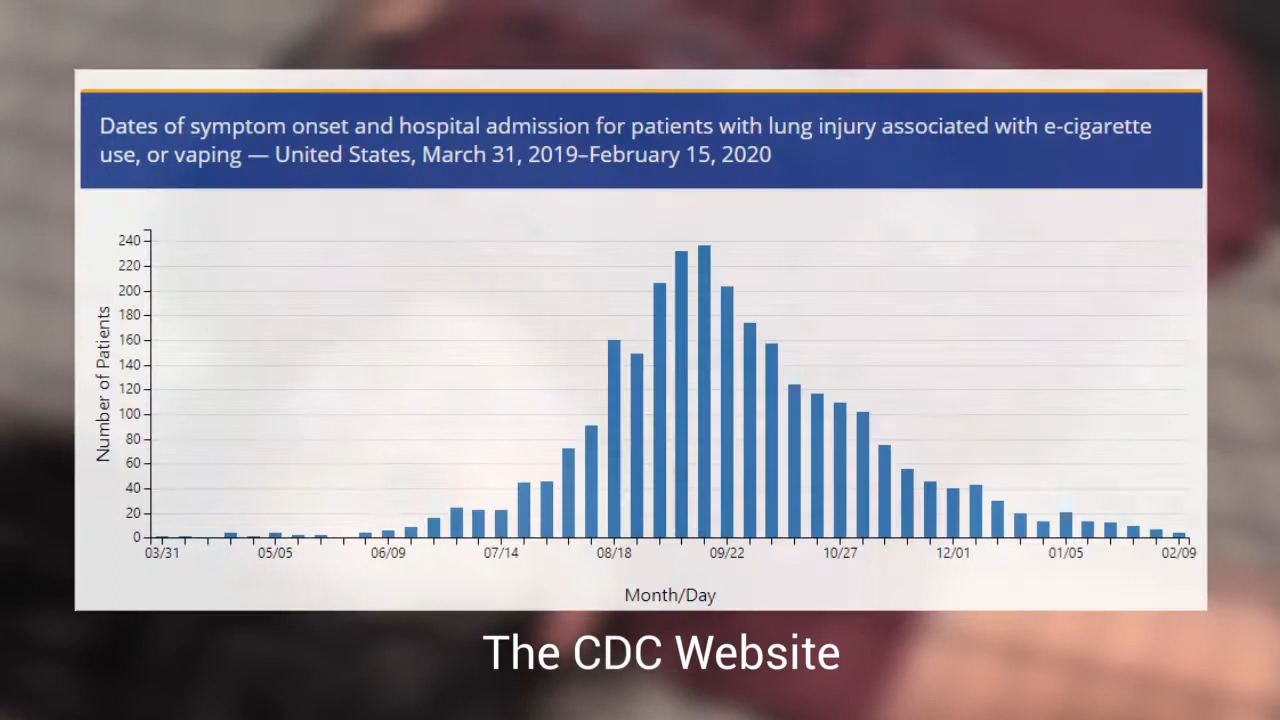 Dates of symptom onset and hospital admission for patients with lung injury associated with e-cigarette
use, or vaping — United States, March 31, 2019–February 15, 2020
240
220
200
180
160
140
120
100
80
60
40
20
0
Number of Patients
03/31 05/05 06/09 07/14 08/18 09/22 10/27 12/01 01/05 02/09
Month/Day
The CDC Website